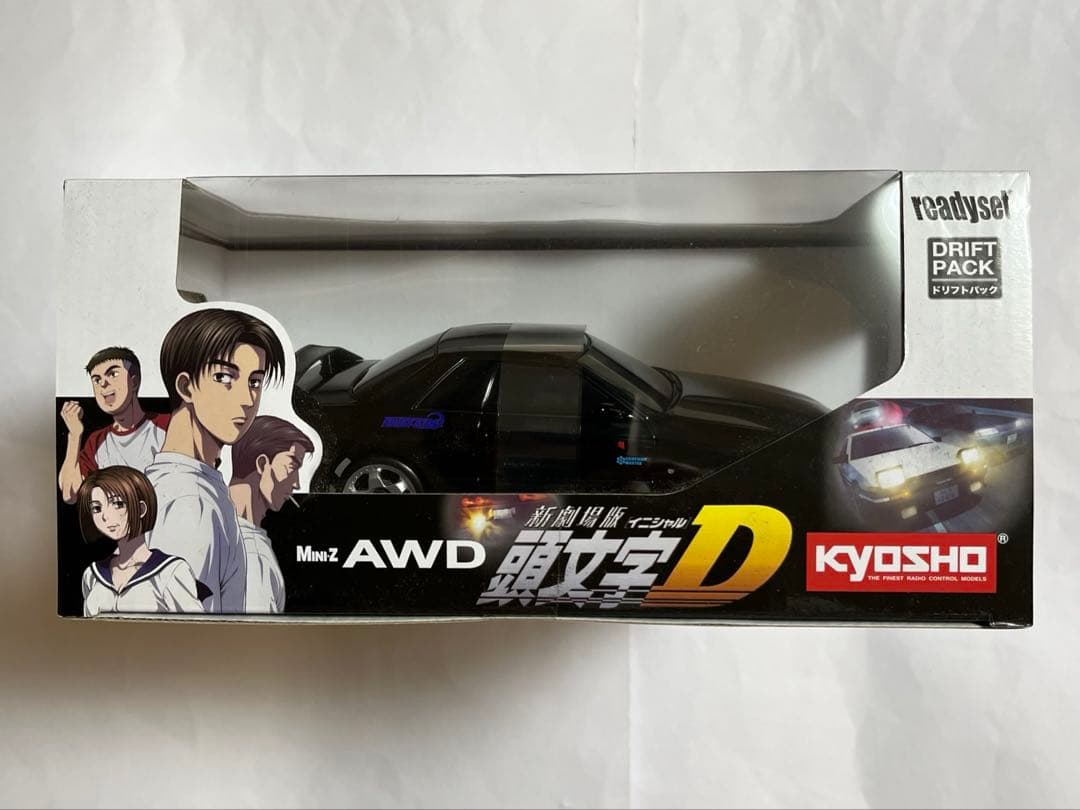 readyset
DRIFT
PACK
ドリフトパック
新劇場版 イニシャル
MINI-Z AWD 頭文字D
KYOSHO ®
THE FINEST RADIO CONTROL MODELS